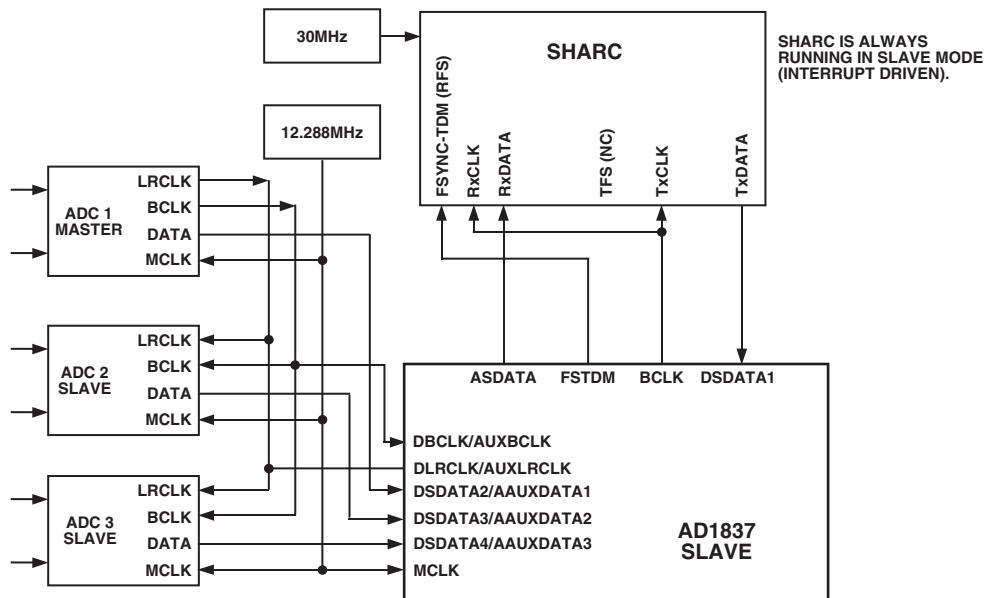 30MHz
SHARC
SHARC IS ALWAYS
RUNNING IN SLAVE MODE
(INTERRUPT DRIVEN).
FSYNC-TDM (RFS)
RxCLK
RxDATA
TFS (NC)
TxCLK
TxDATA
12.288MHz
ADC 1
MASTER
LRCLK
BCLK
DATA
MCLK
ADC 2
SLAVE
LRCLK
BCLK
DATA
MCLK
ADC 3
SLAVE
LRCLK
BCLK
DATA
MCLK
ASDATA
FSTDM
BCLK
DSDATA1
DBCLK/AUXBCLK
DLRCLK/AUXLRCLK
DSDATA2/AAUXDATA1
DSDATA3/AAUXDATA2
DSDATA4/AAUXDATA3
MCLK
AD1837
SLAVE